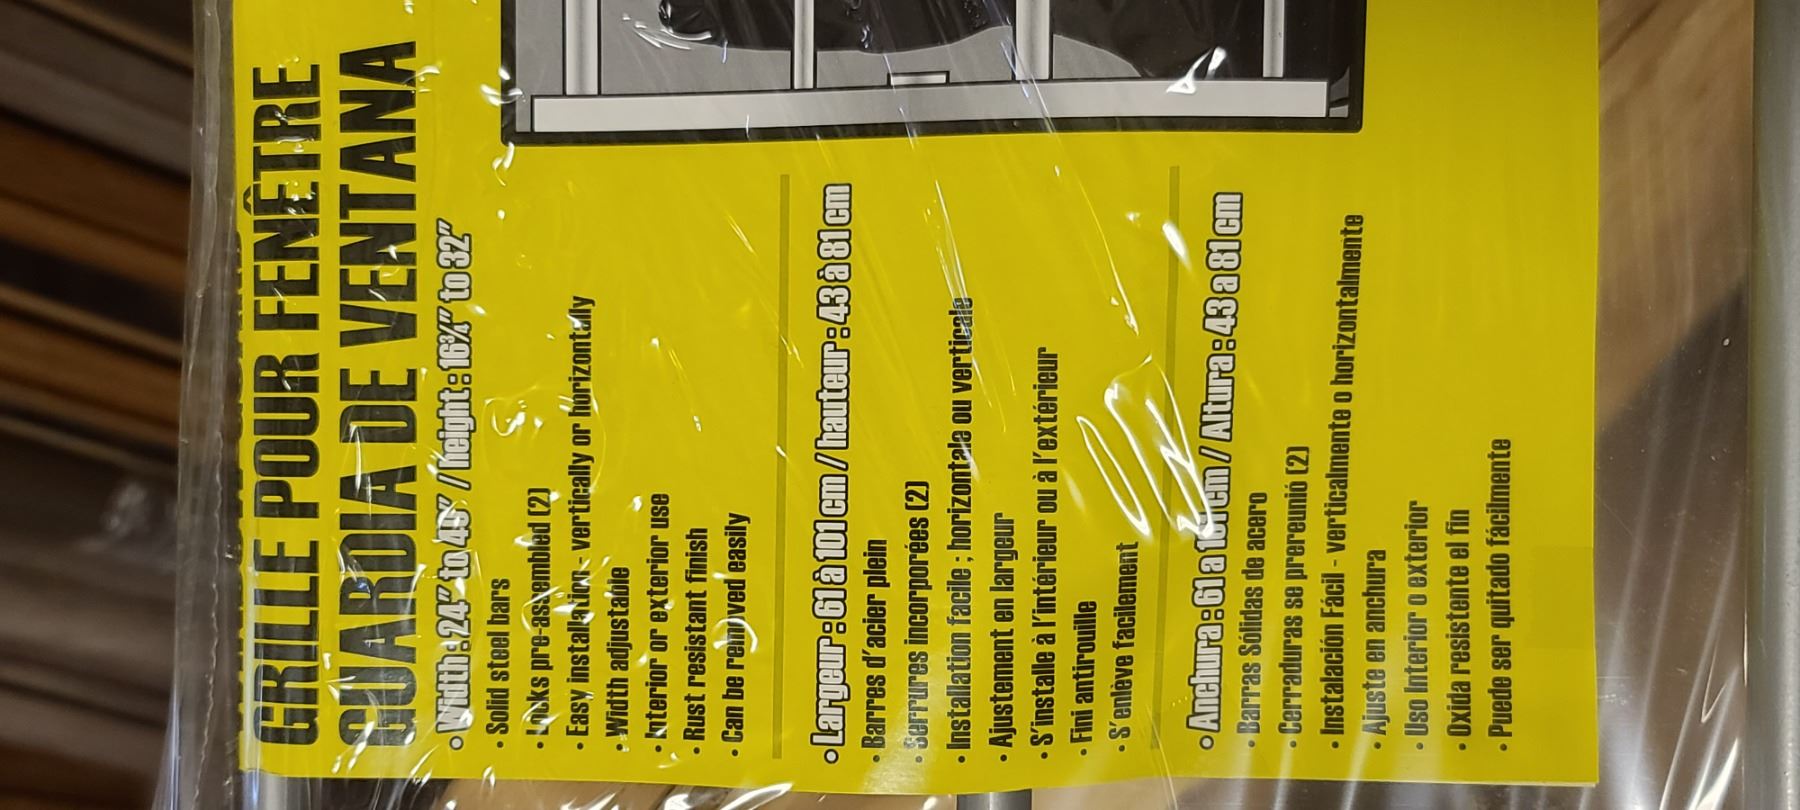 GRILLE POUR FENÊTRE
GUARDIA DE VENTANA
• Width : 24” to 48” / height : 16¾” to 32”
• Solid steel bars
• Locks pre-assembled (2)
• Easy installation - vertically or horizontally
• Width adjustable
• Interior or exterior use
• Rust resistant finish
• Can be removed easily
• Largeur : 61 à 101 cm / hauteur : 43 à 81 cm
• Barres d’acier plein
• Serrures incorporées (2)
• Installation facile ; horizontale ou verticale
• Ajustement en largeur
• S’installe à l’intérieur ou à l’extérieur
• Fini antirouille
• S’enlève facilement
• Anchura : 61 a 101 cm / Altura : 43 a 81 cm
• Barras Sólidas de acero
• Cerraduras se prereunió (2)
• Instalación Fácil - verticalmente o horizontalmente
• Ajuste en anchura
• Uso Interior o exterior
• Oxida resistente el fin
• Puede ser quitado fácilmente